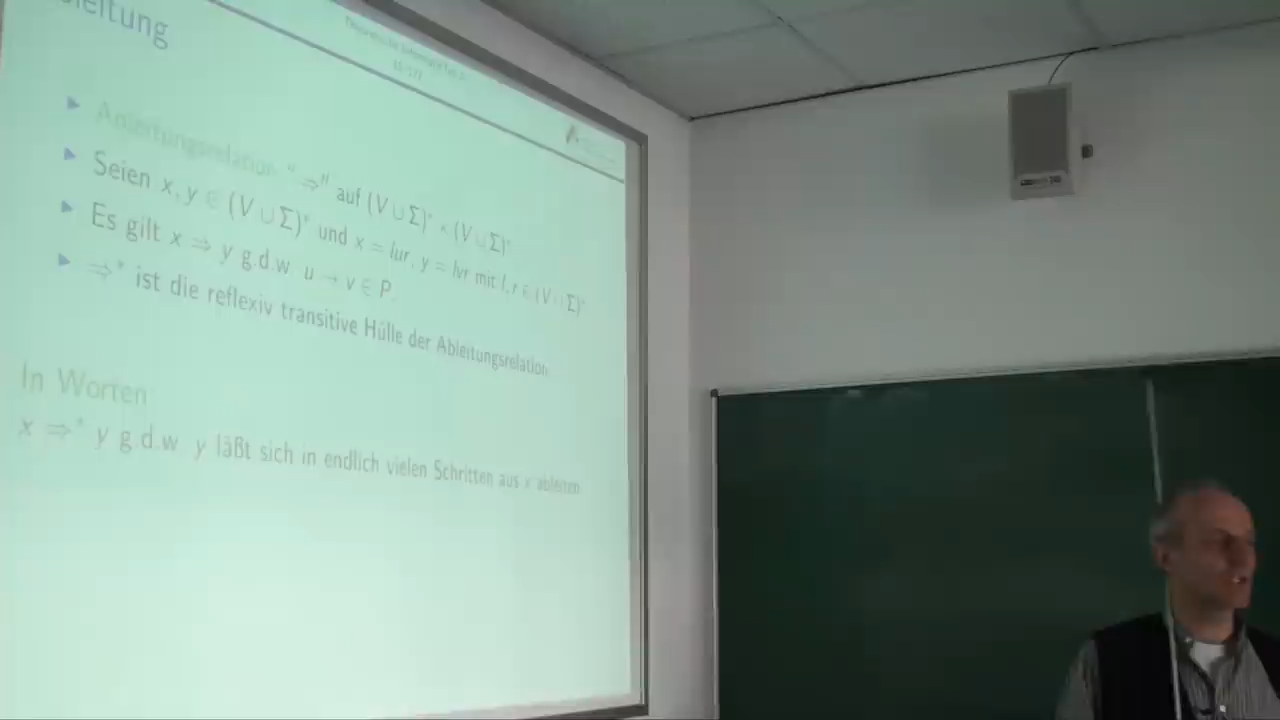 leitung
Ableitungsrelation "⇒" auf (V ∪ Σ)* × (V ∪ Σ)*
Seien x, y ∈ (V ∪ Σ)* und x = lur, y = lvr mit l, r ∈ (V ∪ Σ)*
Es gilt x ⇒ y g.d.w. u → v ∈ P.
⇒* ist die reflexiv transitive Hülle der Ableitungsrelation
In Worten
x ⇒* y g.d.w. y läßt sich in endlich vielen Schritten aus x ableiten